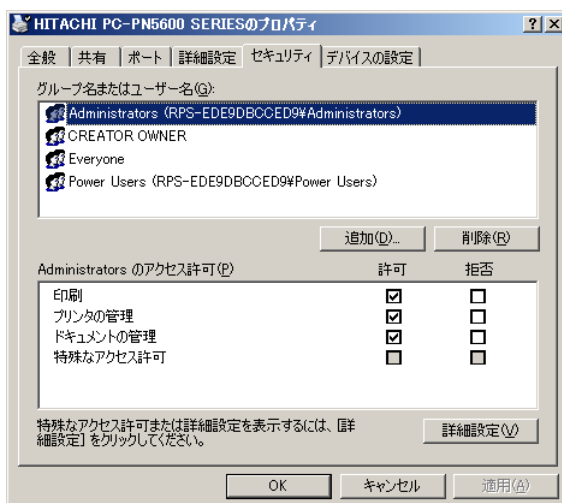 HITACHI PC-PN5600 SERIESのプロパティ
全般 共有 ポート 詳細設定 セキュリティ デバイスの設定
グループ名またはユーザー名(G):
Administrators (RPS-EDE9DBCCED9¥Administrators)
CREATOR OWNER
Everyone
Power Users (RPS-EDE9DBCCED9¥Power Users)
追加(D)... 削除(R)
Administrators のアクセス許可(P) 許可 拒否
印刷
プリンタの管理
ドキュメントの管理
特殊なアクセス許可
特殊なアクセス許可または詳細設定を表示するには、[詳
細設定] をクリックしてください。
詳細設定(V)
OK キャンセル 適用(A)